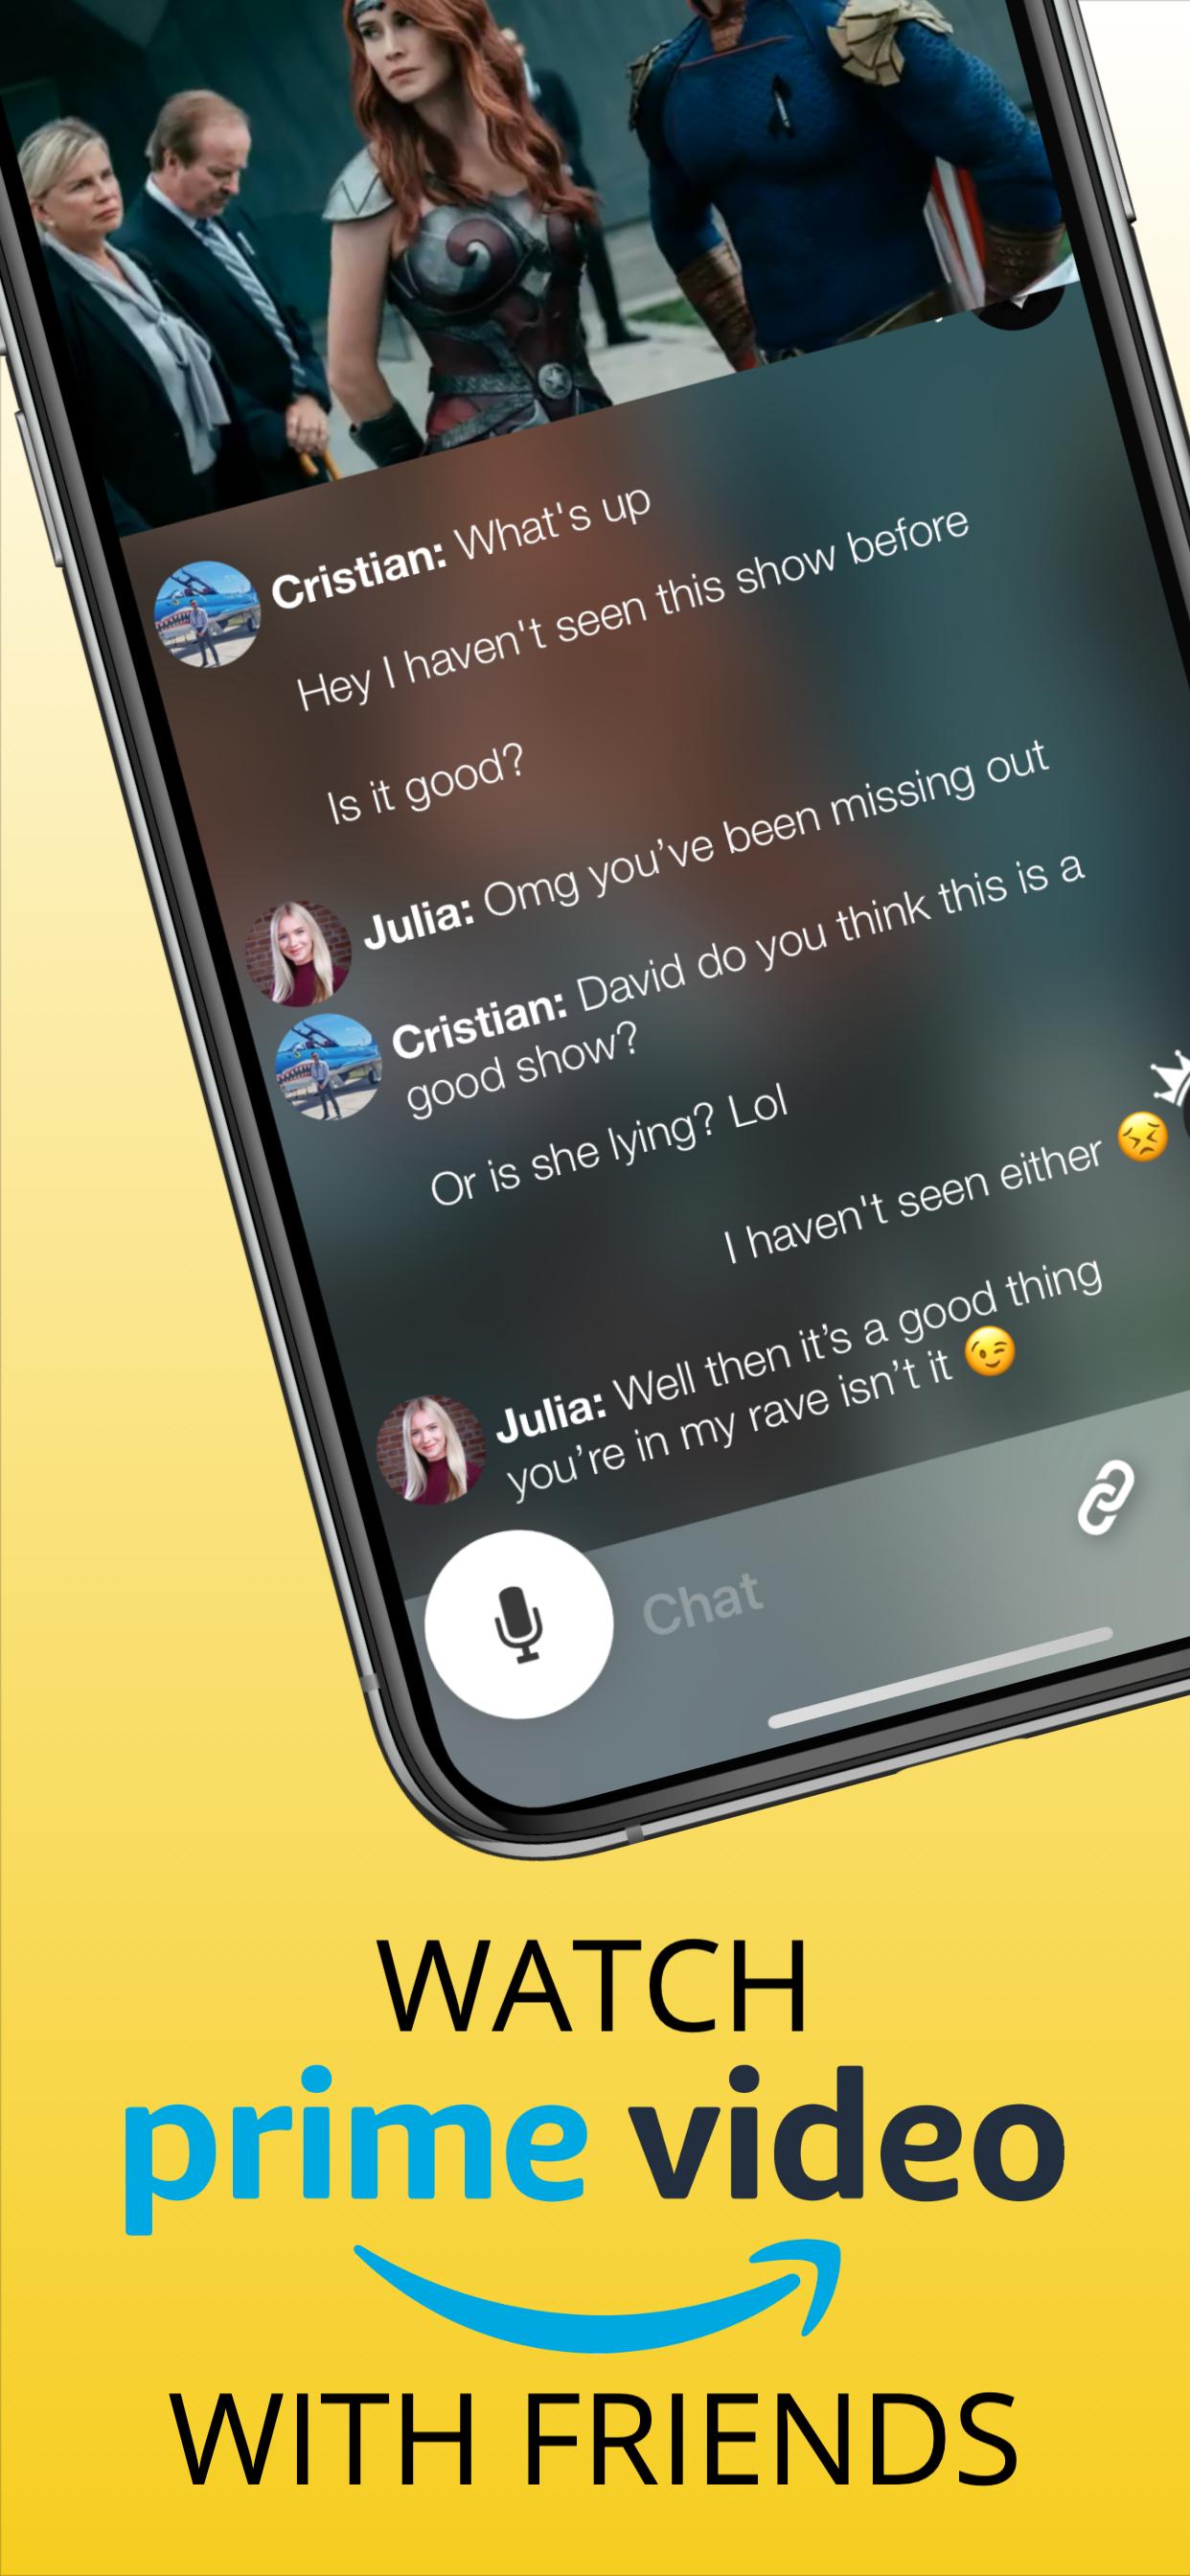 Cristian: What's up
Hey I haven't seen this show before
Is it good?
Julia: Omg you’ve been missing out
Cristian: David do you think this is a
good show?
Or is she lying? Lol
I haven't seen either 😣
Julia: Well then it’s a good thing
you’re in my rave isn’t it 😉
Chat
WATCH
prime video
WITH FRIENDS